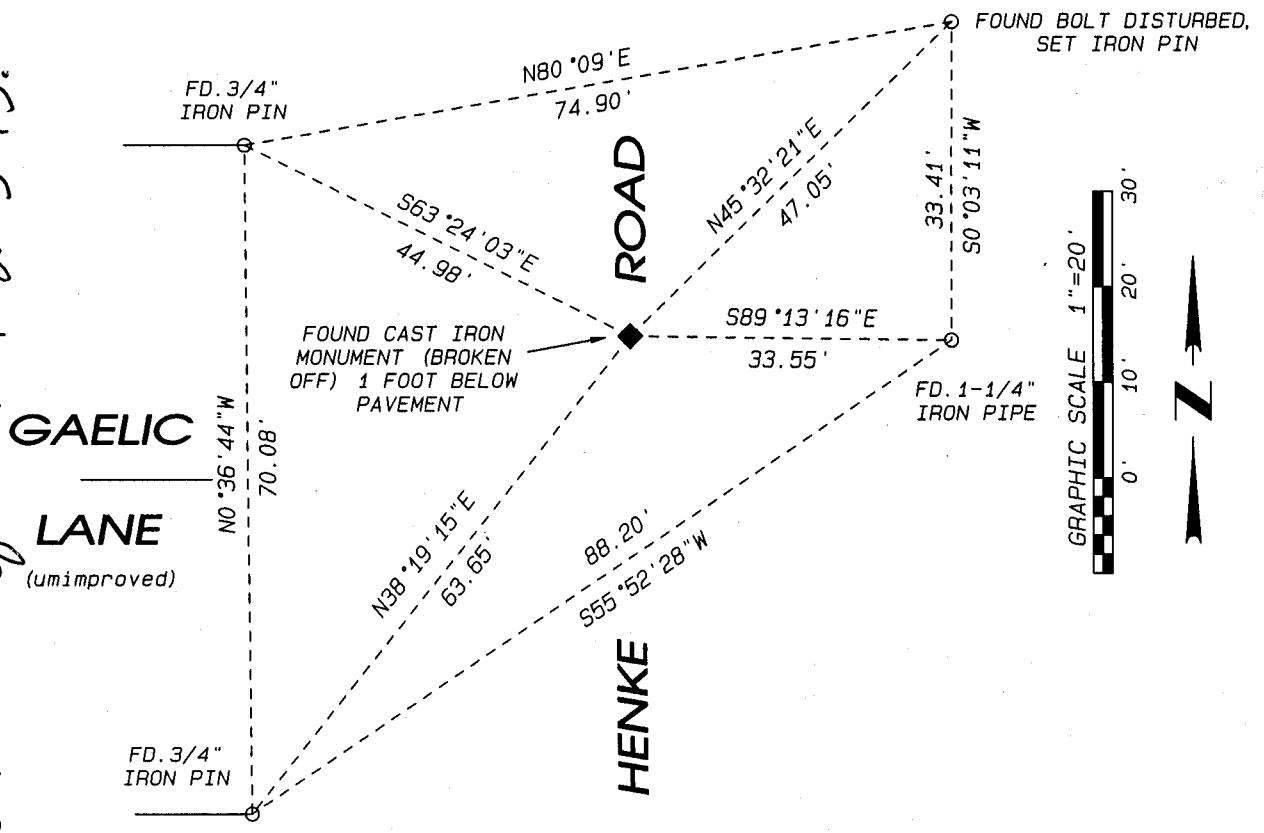 FOUND BOLT DISTURBED,
SET IRON PIN
N80°09'E
74.90'
FD.3/4"
IRON PIN
S63°24'03"E
44.98'
ROAD
N45°32'21"E
47.05'
S0°03'11"W
33.41'
FOUND CAST IRON
MONUMENT (BROKEN
OFF) 1 FOOT BELOW
PAVEMENT
S89°13'16"E
33.55'
FD.1-1/4"
IRON PIPE
GRAPHIC SCALE 1"=20'
0' 10' 20' 30'
N
GAELIC
LANE
(umimproved)
N0°36'44"W
70.08'
N38°19'15"E
63.65'
88.20'
S55°52'28"W
HENKE
FD.3/4"
IRON PIN